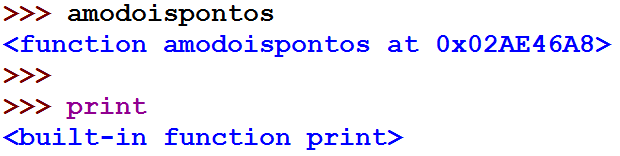 >>> amodoispontos
<function amodoispontos at 0x02AE46A8>
>>>
>>> print
<built-in function print>